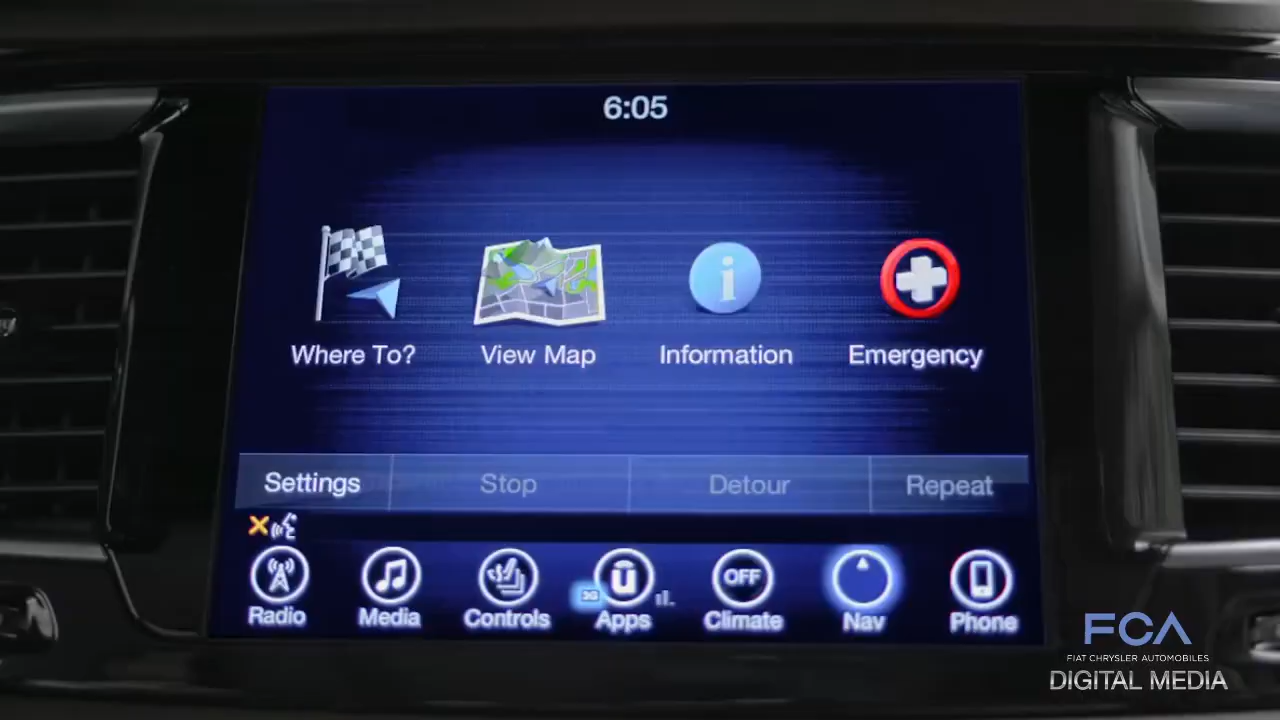 6:05
Where To? View Map Information Emergency
Settings Stop Detour Repeat
OFF
3G
Radio Media Controls Apps Climate Nav Phone
FCA
FIAT CHRYSLER AUTOMOBILES
DIGITAL MEDIA